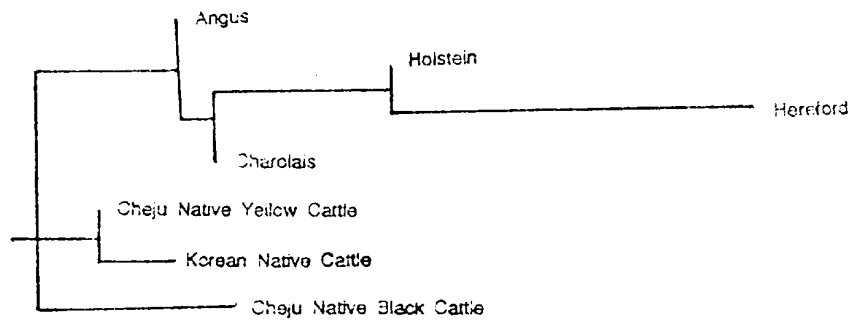 Angus
Holstein
Hereford
Charolais
Cheju Native Yellow Cattle
Korean Native Cattle
Cheju Native Black Cattle